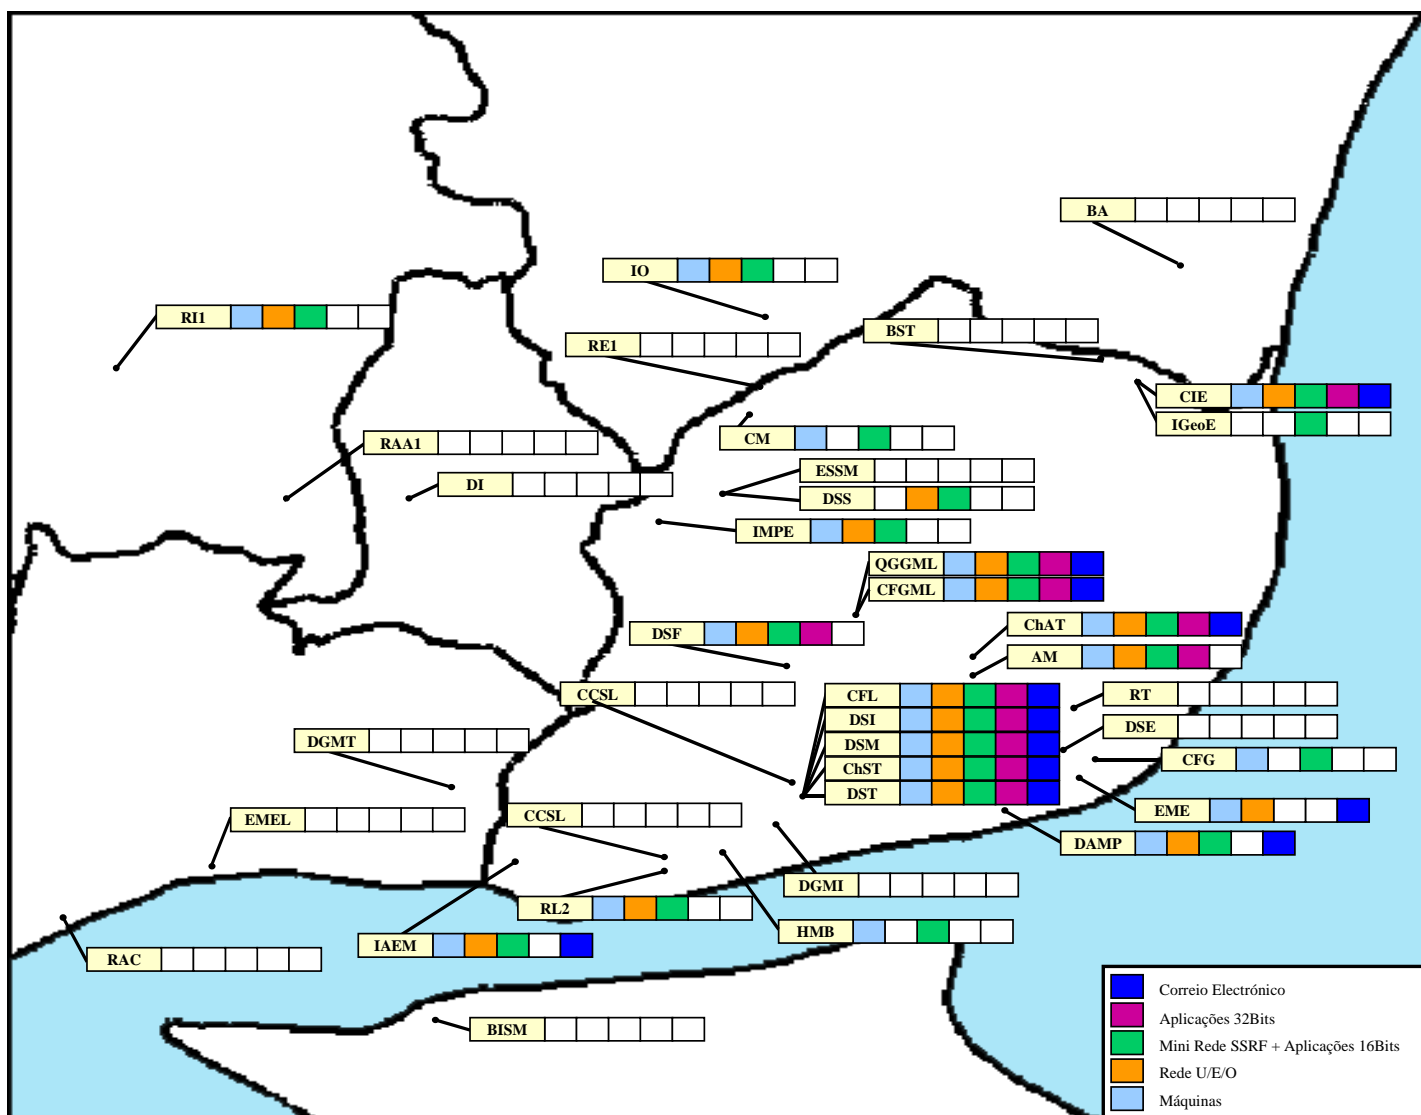 BA
IO
RI1
BST
RE1
CIE
IGeoE
CM
RAA1
ESSM
DI
DSS
IMPE
QGGML
CFGML
ChAT
DSF
AM
CCSL
CFL
RT
DSI
DSE
DGMT
DSM
CFG
ChST
DST
EME
CCSL
EMEL
DAMP
DGMI
RL2
HMB
IAEM
RAC
Correio Electrónico
Aplicações 32Bits
BISM
Mini Rede SSRF + Aplicações 16Bits
Rede U/E/O
Máquinas